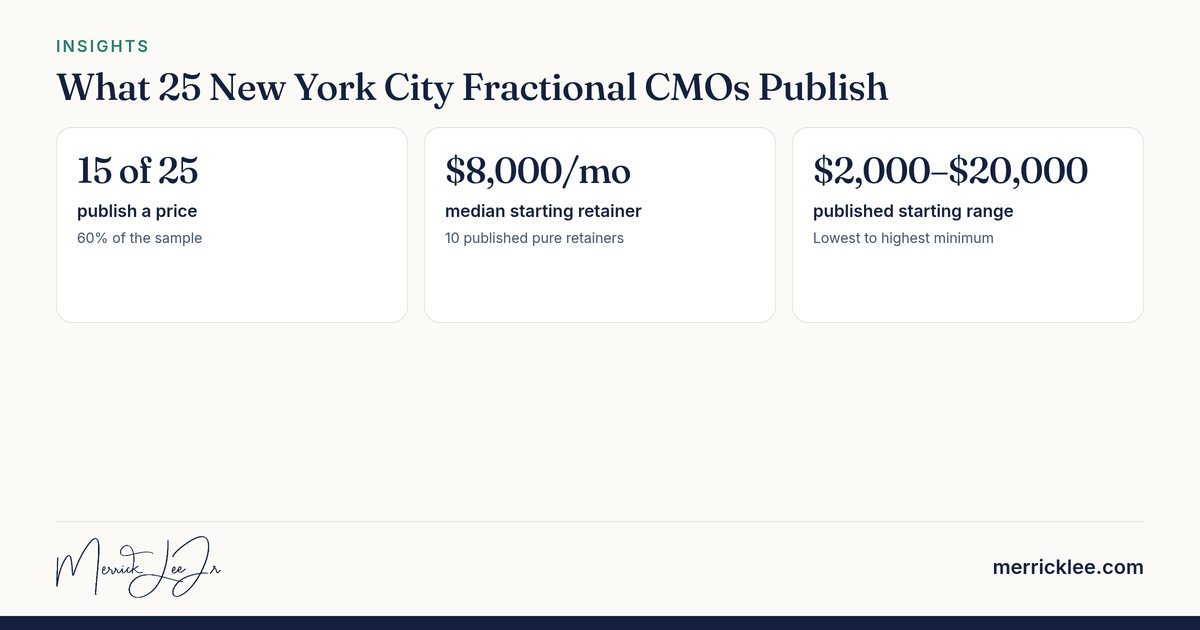 INSIGHTS
What 25 New York City Fractional CMOs Publish
15 of 25
publish a price
60% of the sample
$8,000/mo
median starting retainer
10 published pure retainers
$2,000–$20,000
published starting range
Lowest to highest minimum
Merrick Lee Jr
merricklee.com